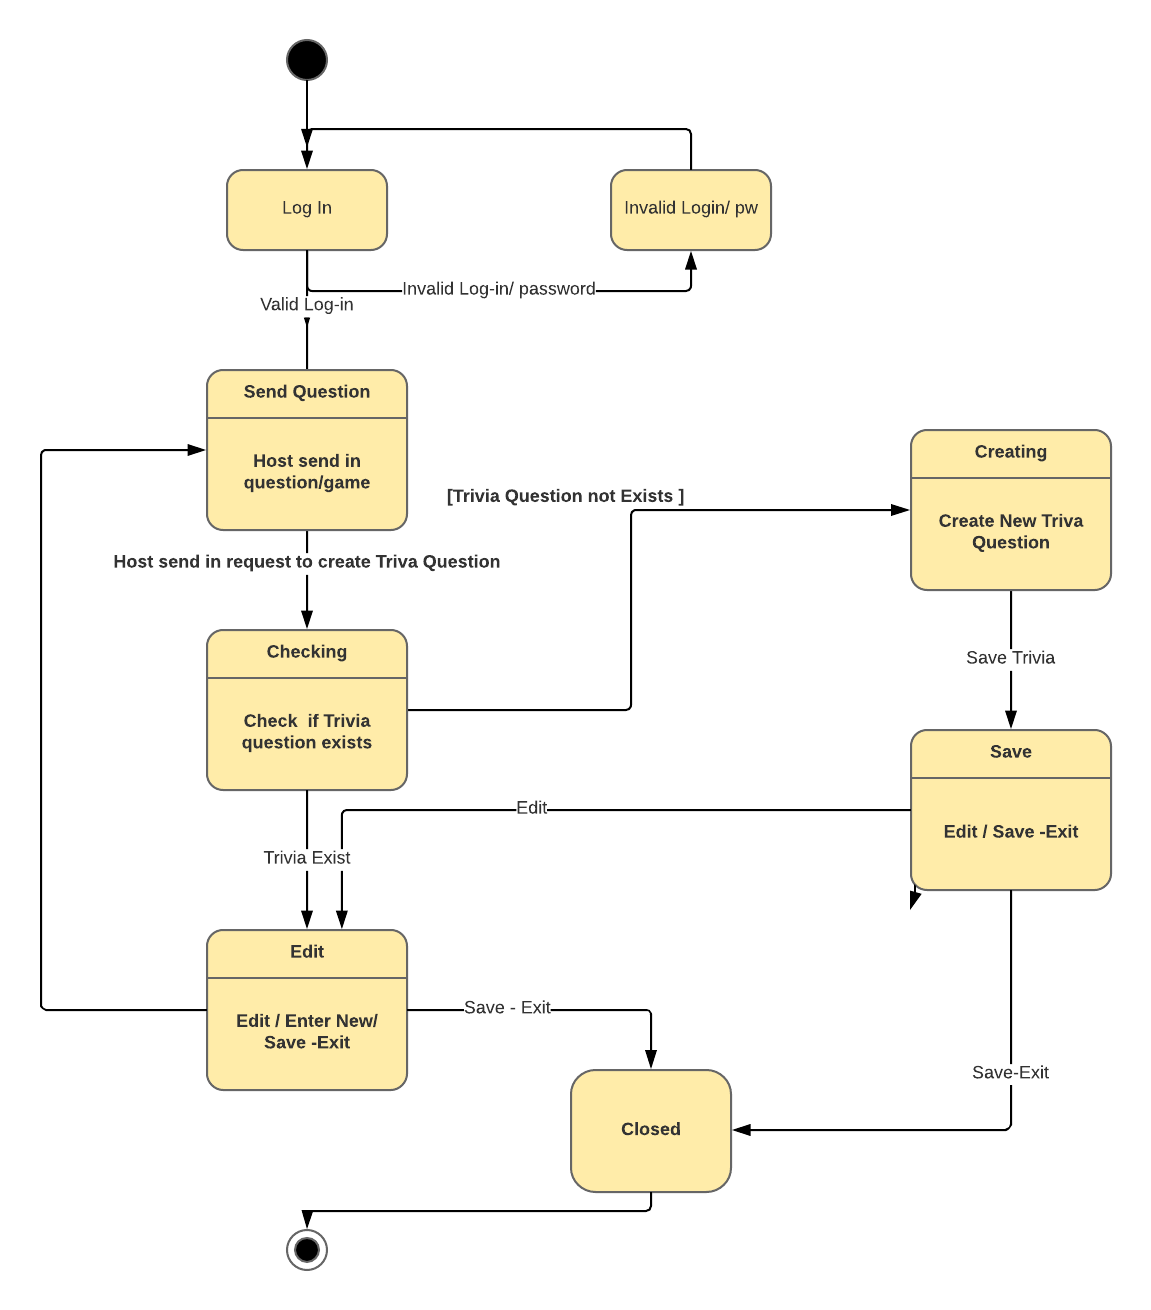 Log In
Invalid Login/ pw
Invalid Log-in/ password
Valid Log-in
Send Question
Host send in
question/game
Creating
Create New Triva
Question
[Trivia Question not Exists ]
Host send in request to create Triva Question
Checking
Check if Trivia
question exists
Save Trivia
Save
Edit / Save -Exit
Edit
Trivia Exist
Edit
Edit / Enter New/
Save -Exit
Save - Exit
Save-Exit
Closed